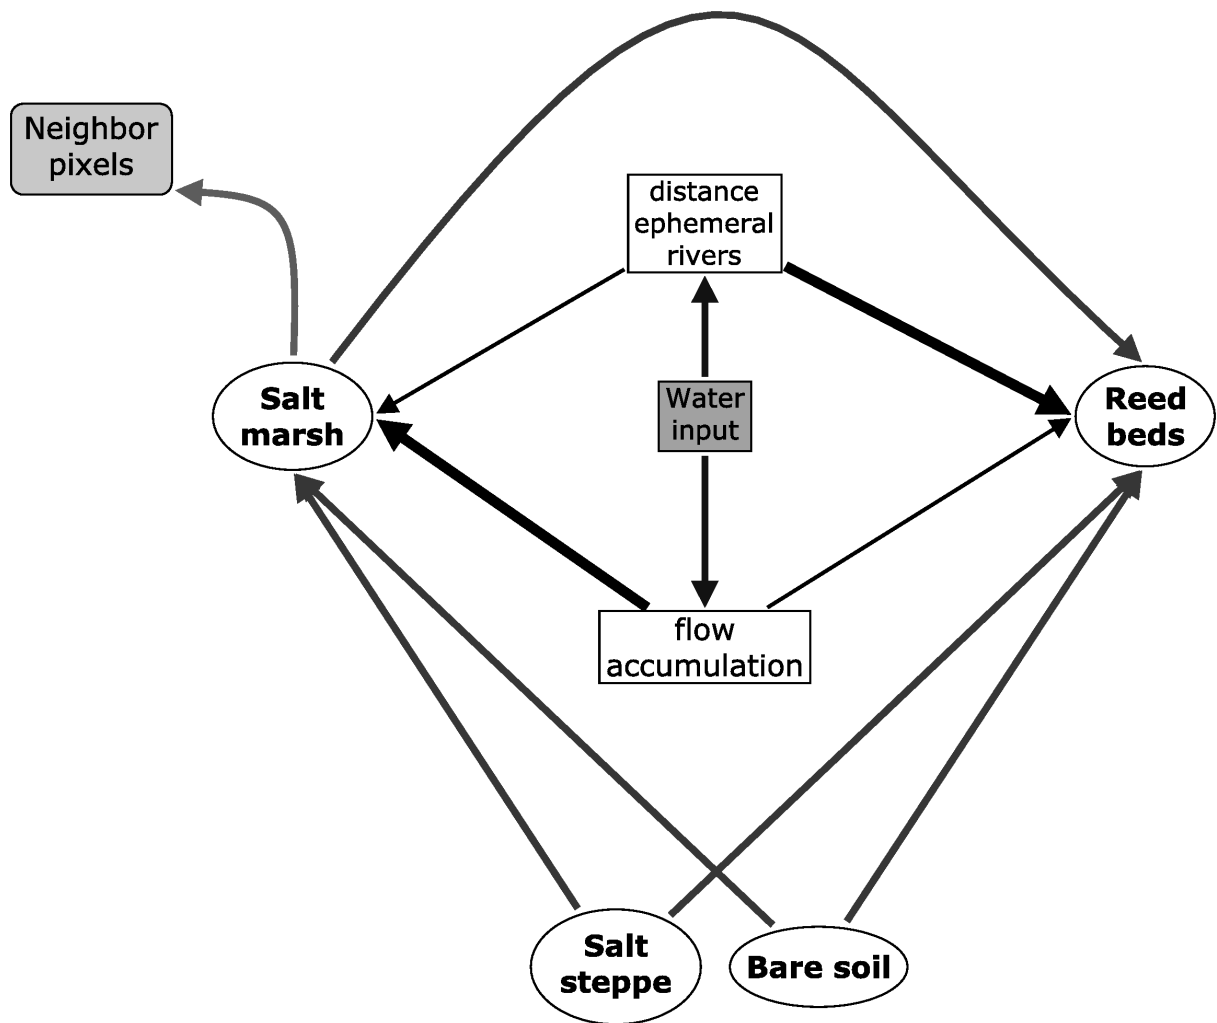 Neighbor
pixels
distance
ephemeral
rivers
Salt
marsh
Water
input
Reed
beds
flow
accumulation
Salt
steppe
Bare soil